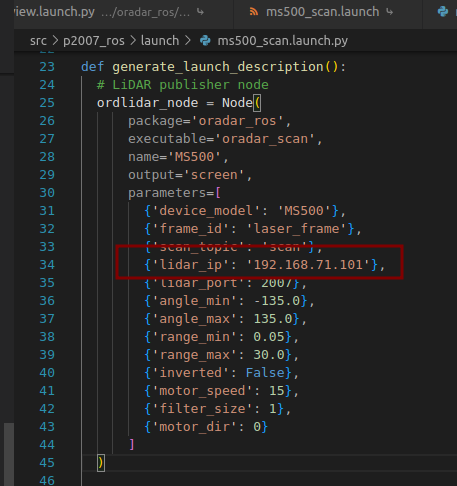 view.launch.py .../oradar_ros/... ms500_scan.launch
src > p2007_ros > launch > ms500_scan.launch.py
23 def generate_launch_description():
24 # LiDAR publisher node
25 ordlidar_node = Node(
26 package='oradar_ros',
27 executable='oradar_scan',
28 name='MS500',
29 output='screen',
30 parameters=[
31 {'device_model': 'MS500'},
32 {'frame_id': 'laser_frame'},
33 {'scan_topic': 'scan'},
34 {'lidar_ip': '192.168.71.101'},
35 {'lidar_port': 2007},
36 {'angle_min': -135.0},
37 {'angle_max': 135.0},
38 {'range_min': 0.05},
39 {'range_max': 30.0},
40 {'inverted': False},
41 {'motor_speed': 15},
42 {'filter_size': 1},
43 {'motor_dir': 0}
44 ]
45 )
46